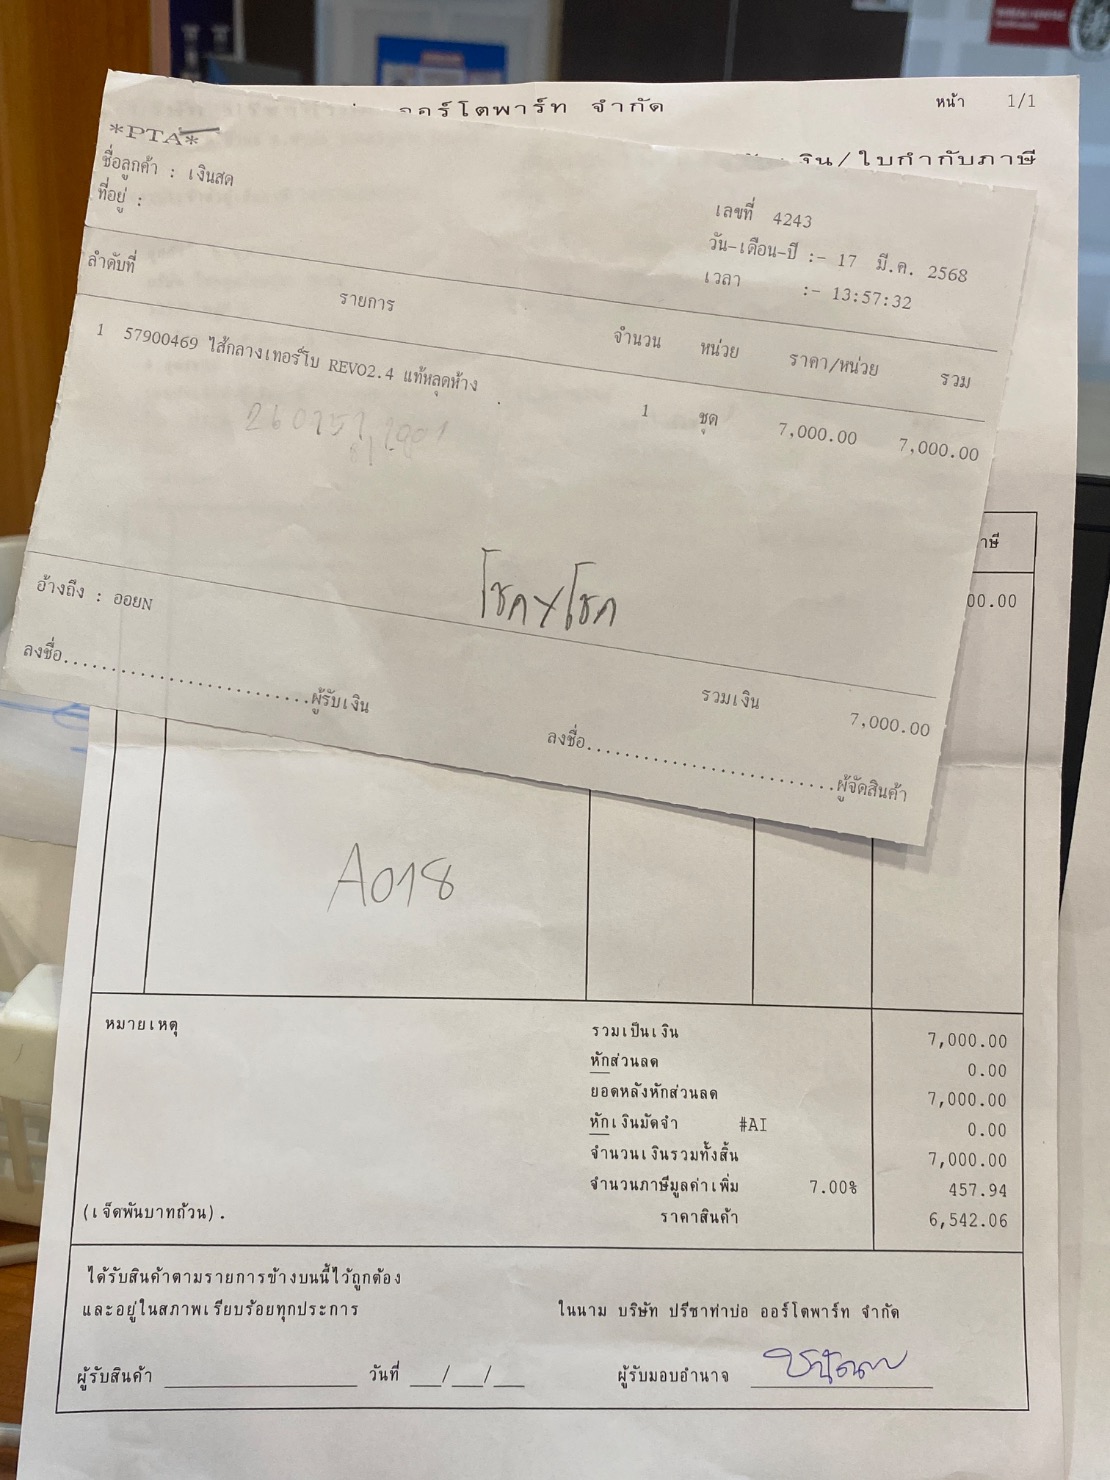 ออร์โตพาร์ท จำกัด
หน้า 1/1
ใบกำกับภาษี
*PTA*
ชื่อลูกค้า : เงินสด
ที่อยู่ :
เลขที่ 4243
วัน-เดือน-ปี :- 17 มี.ค. 2568
เวลา :- 13:57:32
ลำดับที่ รายการ จำนวน หน่วย ราคา/หน่วย รวม
1 57900469 ไส้กลางเทอร์โบ REVO2.4 แท้หลุดห้าง . 1 ชุด 7,000.00 7,000.00
โชคxโชค
อ้างถึง : ออยN
รวมเงิน 7,000.00
ลงชื่อ..............................ผู้รับเงิน
ลงชื่อ..............................ผู้จัดสินค้า
00.00
A018
หมายเหตุ
รวมเป็นเงิน 7,000.00
หักส่วนลด 0.00
ยอดหลังหักส่วนลด 7,000.00
หักเงินมัดจำ #AI 0.00
จำนวนเงินรวมทั้งสิ้น 7,000.00
จำนวนภาษีมูลค่าเพิ่ม 7.00% 457.94
(เจ็ดพันบาทถ้วน). ราคาสินค้า 6,542.06
ได้รับสินค้าตามรายการข้างบนนี้ไว้ถูกต้อง
และอยู่ในสภาพเรียบร้อยทุกประการ
ในนาม บริษัท ปรีชาท่าบ่อ ออร์โตพาร์ท จำกัด
ผู้รับสินค้า วันที่ __/__/__ ผู้รับมอบอำนาจ